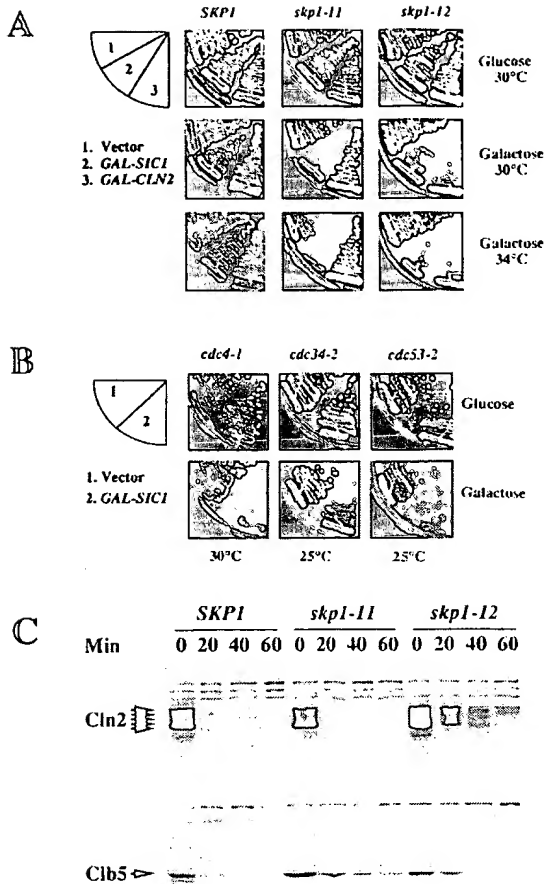 A
SKP1 skp1-11 skp1-12
1
2
3
Glucose
30°C
1. Vector
2. GAL-SIC1
3. GAL-CLN2
Galactose
30°C
Galactose
34°C
B
cdc4-1 cdc34-2 cdc53-2
1
2
Glucose
1. Vector
2. GAL-SIC1
Galactose
30°C 25°C 25°C
C
SKP1 skp1-11 skp1-12
Min 0 20 40 60 0 20 40 60 0 20 40 60
Cln2
Clb5